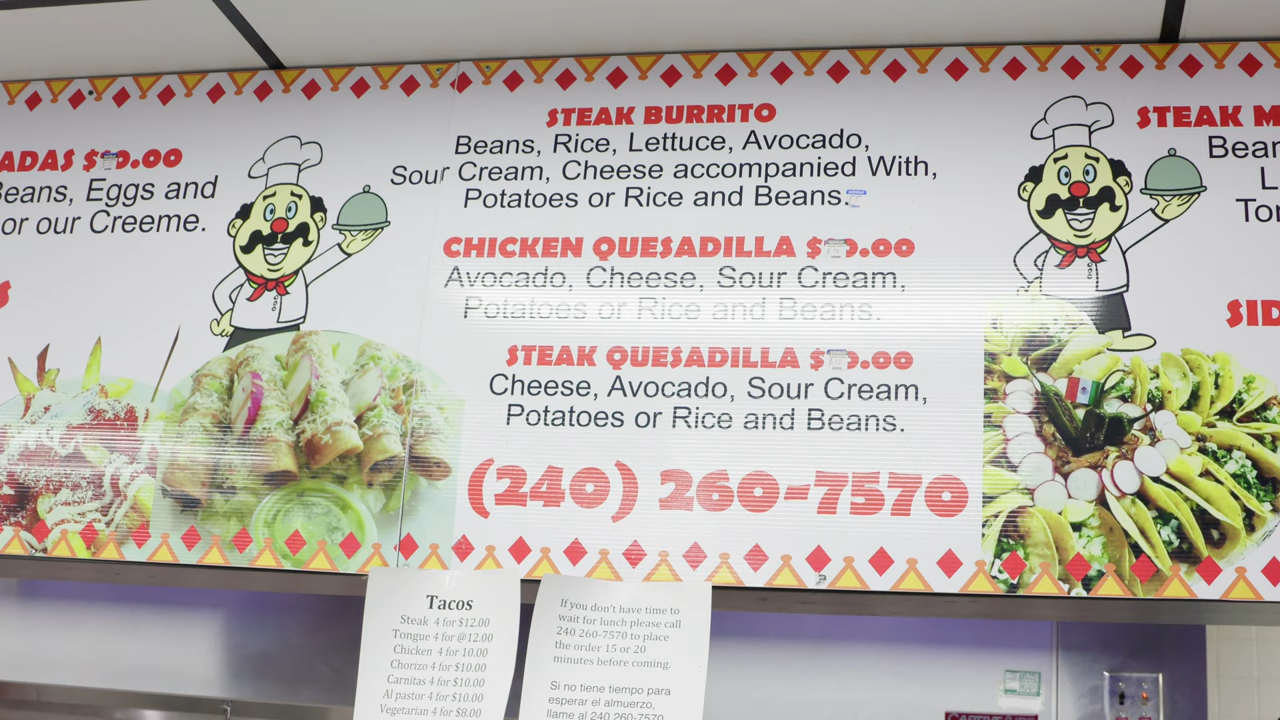 ADAS
Beans, Eggs and
or our Creeme.
STEAK BURRITO
Beans, Rice, Lettuce, Avocado,
Sour Cream, Cheese accompanied With,
Potatoes or Rice and Beans.
CHICKEN QUESADILLA
Avocado, Cheese, Sour Cream,
Potatoes or Rice and Beans.
STEAK QUESADILLA
Cheese, Avocado, Sour Cream,
Potatoes or Rice and Beans.
(240) 260-7570
STEAK M
SID
Tacos
Steak 4 for $12.00
Tongue 4 for @12.00
Chicken 4 for 10.00
Chorizo 4 for $10.00
Carnitas 4 for $10.00
Al pastor 4 for $10.00
Vegetarian 4 for $8.00
If you don't have time to
wait for lunch please call
240 260-7570 to place
the order 15 or 20
minutes before coming.
Si no tiene tiempo para
esperar el almuerzo,
llame al 240 260-7570